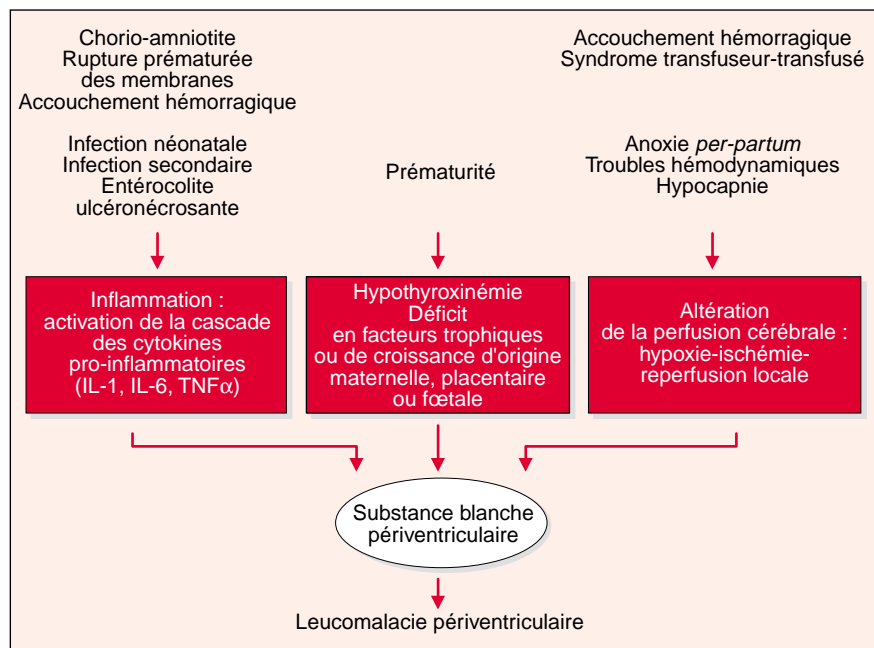 Chorio-amniotite
Rupture prématurée
des membranes
Accouchement hémorragique
Infection néonatale
Infection secondaire
Entérocolite
ulcéronécrosante
Prématurité
Accouchement hémorragique
Syndrome transfuseur-transfusé
Anoxie per-partum
Troubles hémodynamiques
Hypocapnie
Inflammation :
activation de la cascade
des cytokines
pro-inflammatoires
(IL-1, IL-6, TNFα)
Hypothyroxinémie
Déficit
en facteurs trophiques
ou de croissance d'origine
maternelle, placentaire
ou fœtale
Altération
de la perfusion cérébrale :
hypoxie-ischémie-
reperfusion locale
Substance blanche
périventriculaire
Leucomalacie périventriculaire